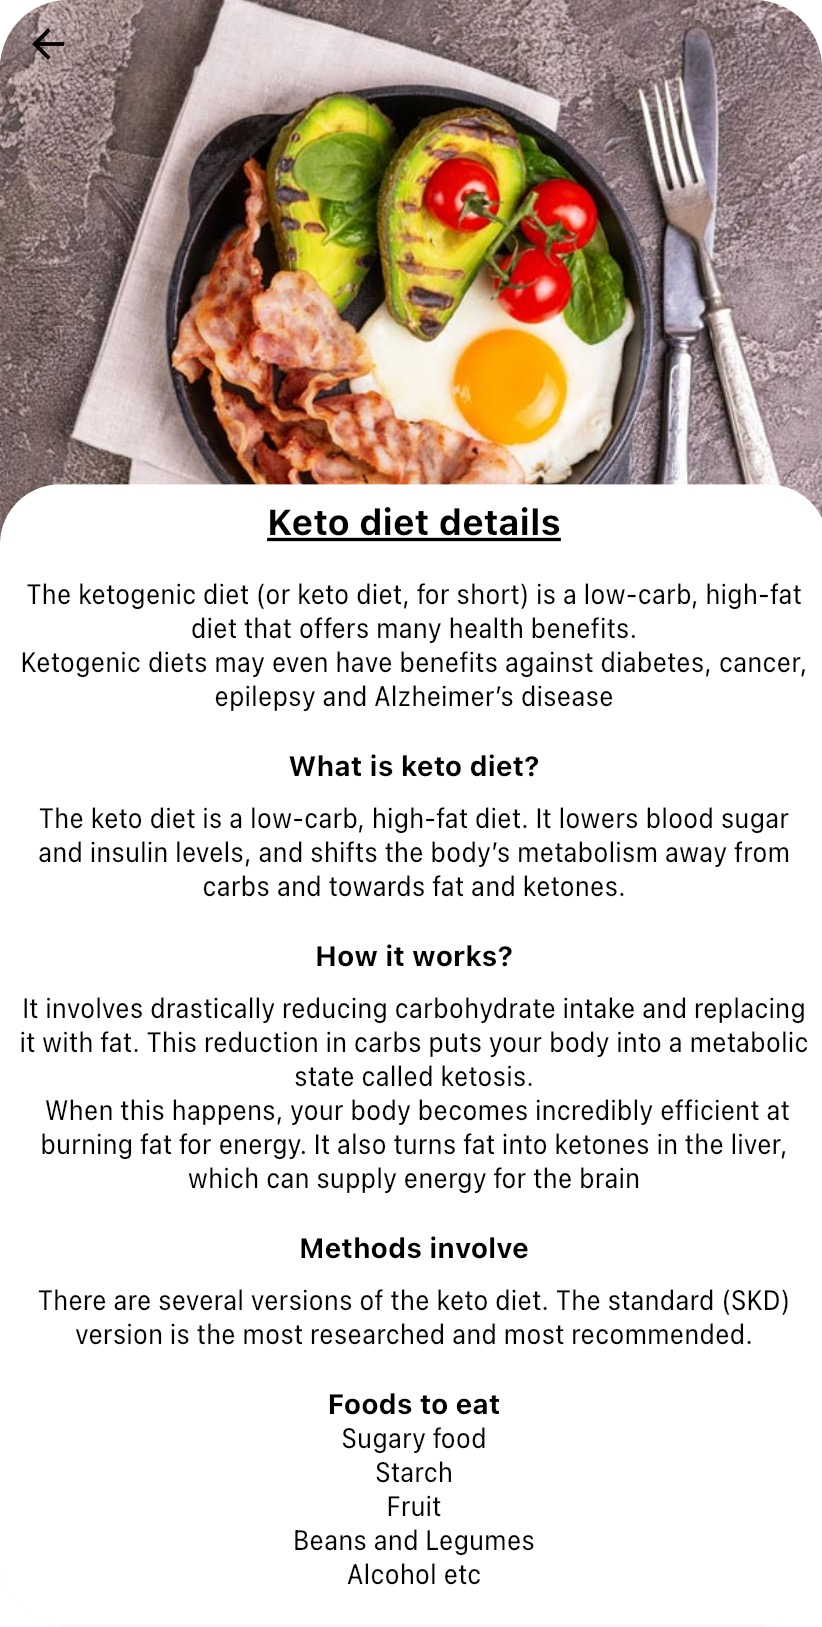 Keto diet details
The ketogenic diet (or keto diet, for short) is a low-carb, high-fat
diet that offers many health benefits.
Ketogenic diets may even have benefits against diabetes, cancer,
epilepsy and Alzheimer’s disease
What is keto diet?
The keto diet is a low-carb, high-fat diet. It lowers blood sugar
and insulin levels, and shifts the body’s metabolism away from
carbs and towards fat and ketones.
How it works?
It involves drastically reducing carbohydrate intake and replacing
it with fat. This reduction in carbs puts your body into a metabolic
state called ketosis.
When this happens, your body becomes incredibly efficient at
burning fat for energy. It also turns fat into ketones in the liver,
which can supply energy for the brain
Methods involve
There are several versions of the keto diet. The standard (SKD)
version is the most researched and most recommended.
Foods to eat
Sugary food
Starch
Fruit
Beans and Legumes
Alcohol etc